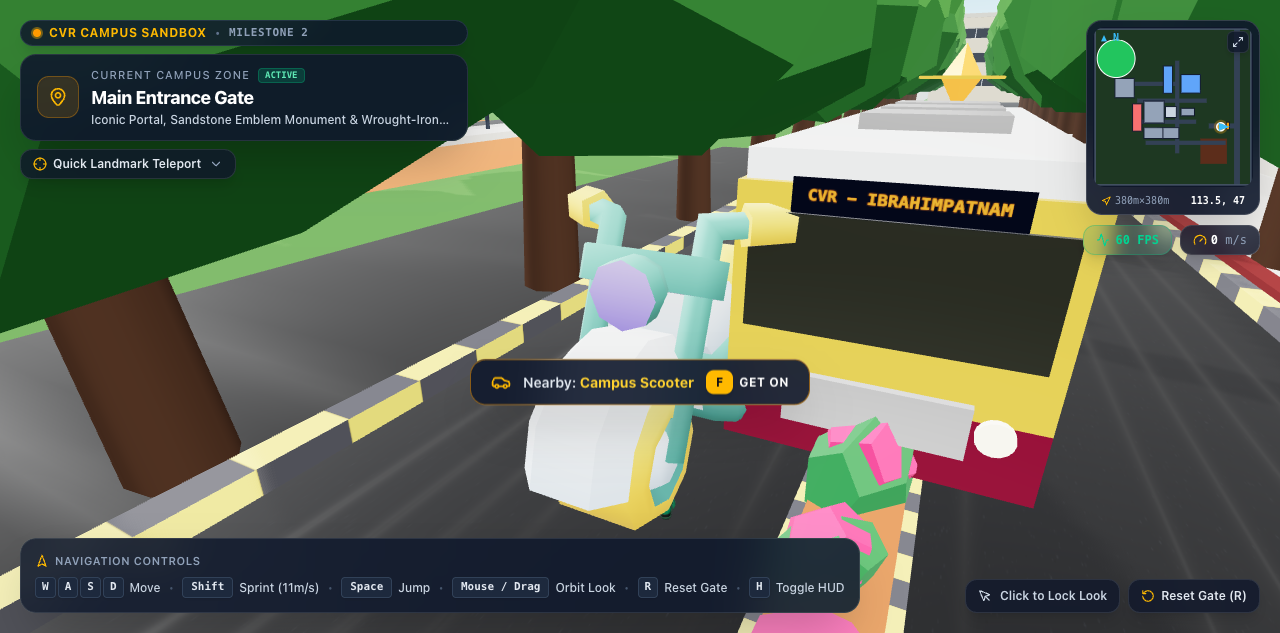 CVR CAMPUS SANDBOX • MILESTONE 2
CURRENT CAMPUS ZONE ACTIVE
Main Entrance Gate
Iconic Portal, Sandstone Emblem Monument & Wrought-Iron...
Quick Landmark Teleport
N
380m×380m 113.5, 47
60 FPS 0 m/s
CVR – IBRAHIMPATNAM
Nearby: Campus Scooter F GET ON
NAVIGATION CONTROLS
W A S D Move • Shift Sprint (11m/s) • Space Jump • Mouse / Drag Orbit Look • R Reset Gate • H Toggle HUD
Click to Lock Look Reset Gate (R)